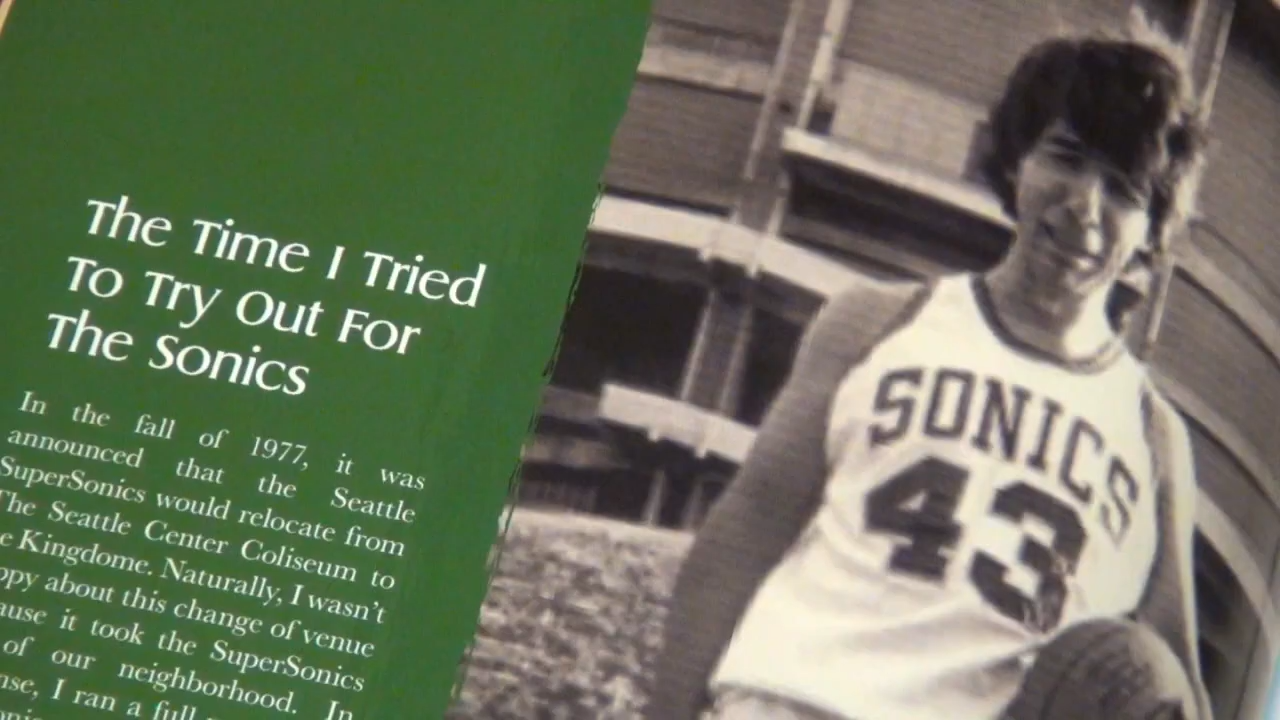 The Time I Tried
To Try Out For
The Sonics
In the fall of 1977, it was
announced that the Seattle
SuperSonics would relocate from
The Seattle Center Coliseum to
Kingdome. Naturally, I wasn't
about this change of venue
it took the SuperSonics
of our neighborhood. In
I ran a full
SONICS
43